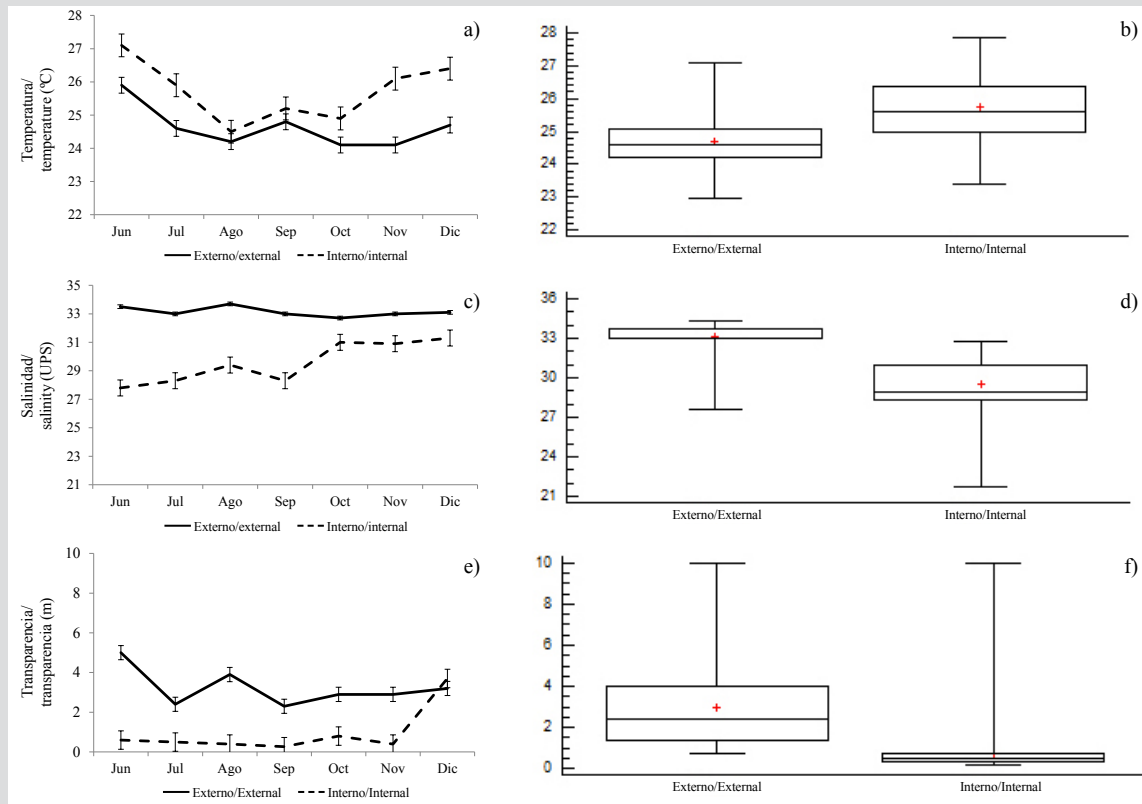 a)
Temperatura/
temperature (°C)
28
27
26
25
24
23
22
Jun Jul Ago Sep Oct Nov Dic
Externo/external Interno/internal
b)
28
27
26
25
24
23
22
Externo/External Interno/Internal
c)
Salinidad/
salinity (UPS)
35
33
31
29
27
25
23
21
Jun Jul Ago Sep Oct Nov Dic
Externo/external Interno/internal
d)
36
33
30
27
24
21
Externo/External Interno/Internal
e)
Transparencia/
transparencia (m)
10
8
6
4
2
0
Jun Jul Ago Sep Oct Nov Dic
Externo/External Interno/Internal
f)
10
8
6
4
2
0
Externo/External Interno/Internal